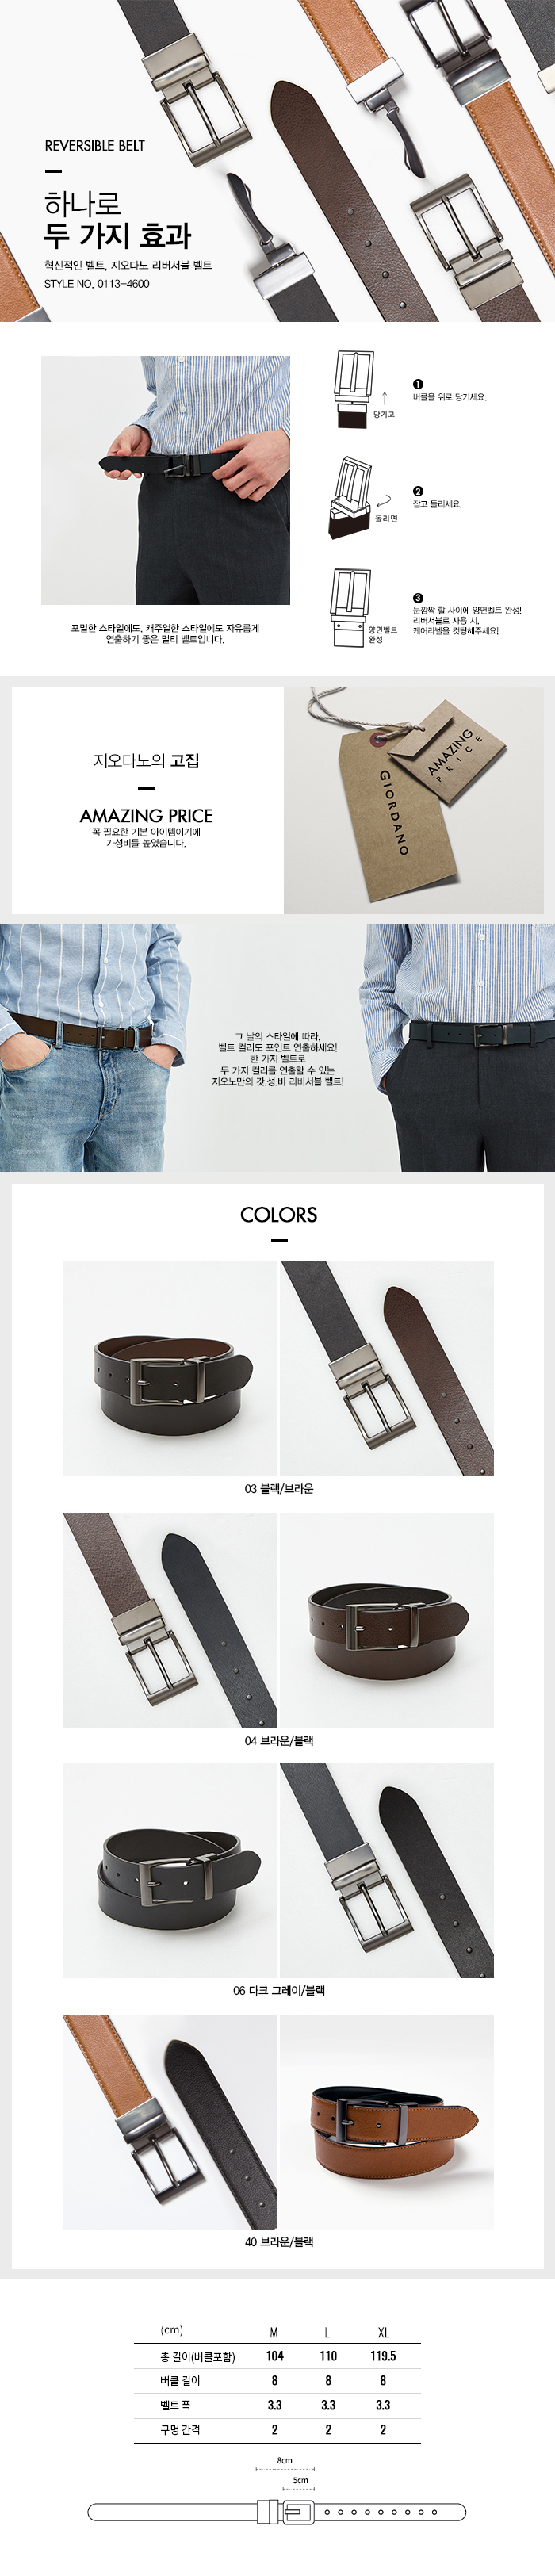 REVERSIBLE BELT
하나로
두 가지 효과
혁신적인 벨트, 지오다노 리버서블 벨트
STYLE NO. 0113-4600
당기고
1
버클을 위로 당기세요.
돌리면
2
잡고 돌리세요.
양면벨트
완성
3
눈깜짝 할 사이에 양면벨트 완성!
리버서블로 사용 시,
케어라벨을 컷팅해주세요!
포멀한 스타일에도, 캐주얼한 스타일에도 자유롭게
연출하기 좋은 멀티 벨트입니다.
지오다노의 고집
AMAZING PRICE
꼭 필요한 기본 아이템이기에
가성비를 높였습니다.
GIORDANO
AMAZING
PRICE
그 날의 스타일에 따라,
벨트 컬러도 포인트 연출하세요!
한 가지 벨트로
두 가지 컬러를 연출할 수 있는
지오노만의 갓.성.비 리버서블 벨트!
COLORS
03 블랙/브라운
04 브라운/블랙
06 다크 그레이/블랙
40 브라운/블랙
(cm) M L XL
총 길이(버클포함) 104 110 119.5
버클 길이 8 8 8
벨트 폭 3.3 3.3 3.3
구멍 간격 2 2 2
8cm
5cm